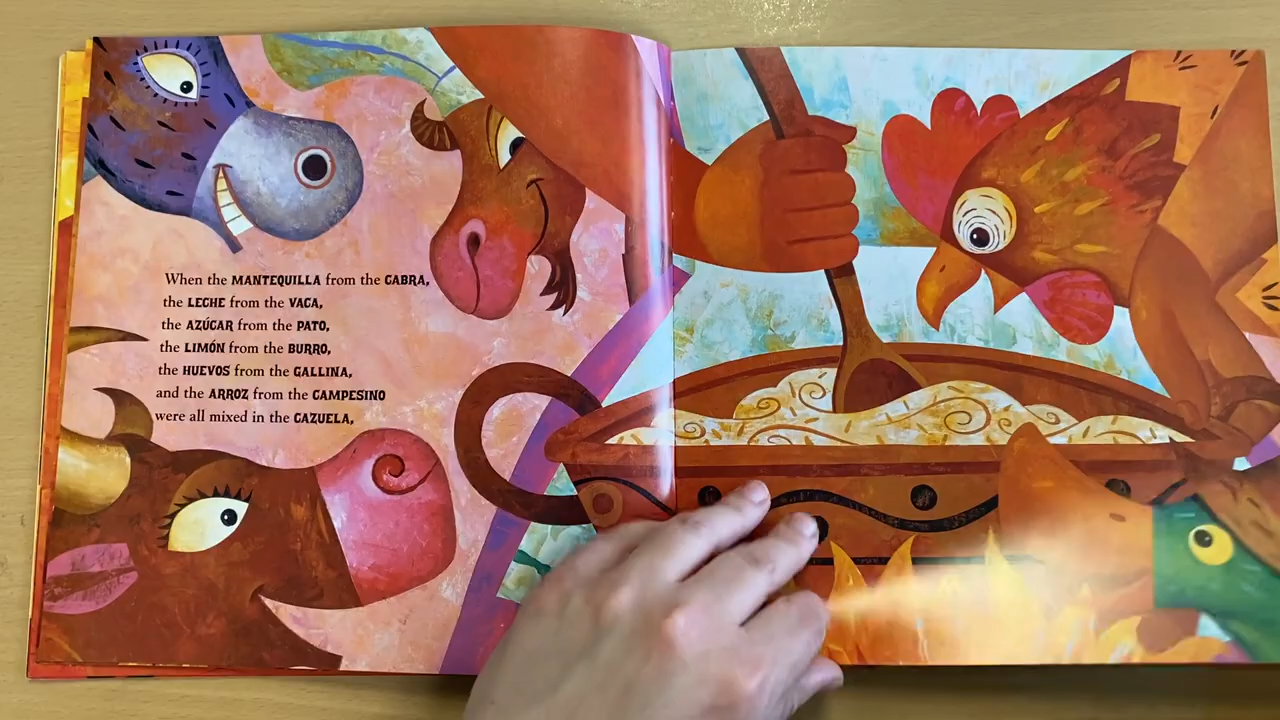 When the MANTEQUILLA from the CABRA,
the LECHE from the VACA,
the AZÚCAR from the PATO,
the LIMÓN from the BURRO,
the HUEVOS from the GALLINA,
and the ARROZ from the CAMPESINO
were all mixed in the CAZUELA,